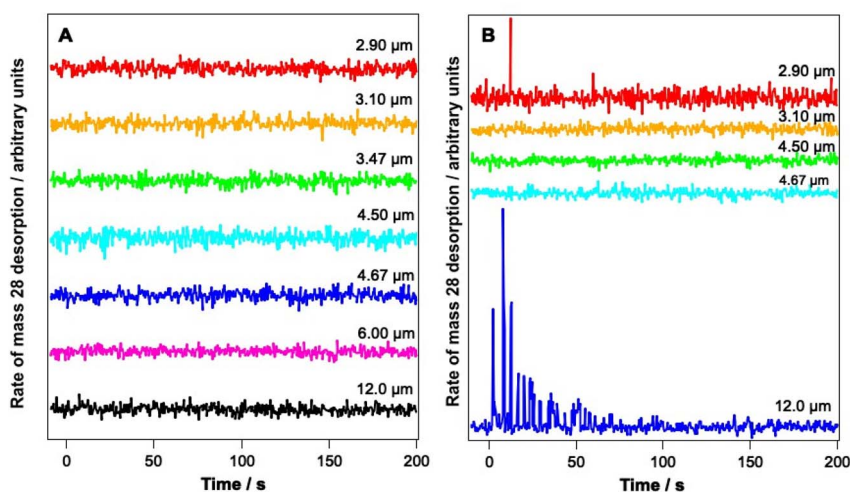 A
Rate of mass 28 desorption / arbitrary units
2.90 µm
3.10 µm
3.47 µm
4.50 µm
4.67 µm
6.00 µm
12.0 µm
0 50 100 150 200
Time / s
B
Rate of mass 28 desorption / arbitrary units
2.90 µm
3.10 µm
4.50 µm
4.67 µm
12.0 µm
0 50 100 150 200
Time / s